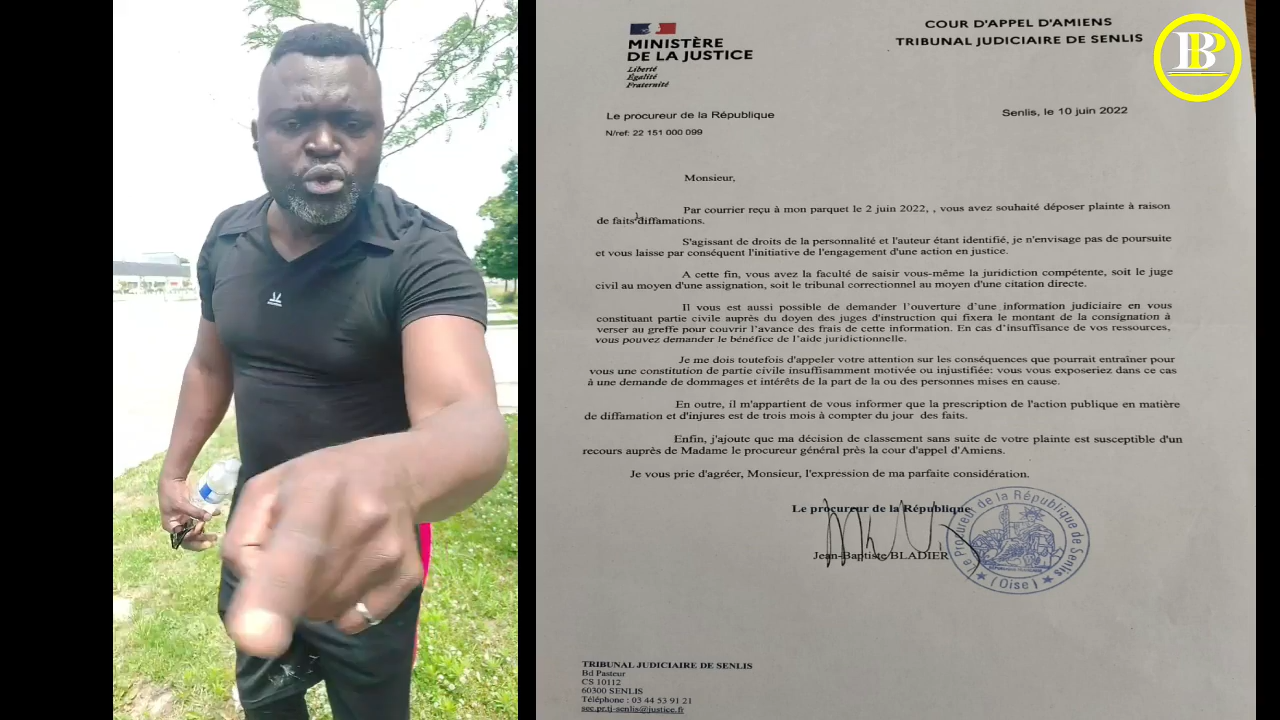 MINISTÈRE
DE LA JUSTICE
Liberté
Égalité
Fraternité
COUR D'APPEL D'AMIENS
TRIBUNAL JUDICIAIRE DE SENLIS
BP
Le procureur de la République
N/ref: 22 151 000 099
Senlis, le 10 juin 2022
Monsieur,
Par courrier reçu à mon parquet le 2 juin 2022, , vous avez souhaité déposer plainte à raison
de faits diffamations.
S'agissant de droits de la personnalité et l'auteur étant identifié, je n'envisage pas de poursuite
et vous laisse par conséquent l'initiative de l'engagement d'une action en justice.
A cette fin, vous avez la faculté de saisir vous-même la juridiction compétente, soit le juge
civil au moyen d'une assignation, soit le tribunal correctionnel au moyen d'une citation directe.
Il vous est aussi possible de demander l'ouverture d'une information judiciaire en vous
constituant partie civile auprès du doyen des juges d'instruction qui fixera le montant de la consignation à
verser au greffe pour couvrir l'avance des frais de cette information. En cas d'insuffisance de vos ressources,
vous pouvez demander le bénéfice de l'aide juridictionnelle.
Je me dois toutefois d'appeler votre attention sur les conséquences que pourrait entraîner pour
vous une constitution de partie civile insuffisamment motivée ou injustifiée: vous vous exposeriez dans ce cas
à une demande de dommages et intérêts de la part de la ou des personnes mises en cause.
En outre, il m'appartient de vous informer que la prescription de l'action publique en matière
de diffamation et d'injures est de trois mois à compter du jour des faits.
Enfin, j'ajoute que ma décision de classement sans suite de votre plainte est susceptible d'un
recours auprès de Madame le procureur général près la cour d'appel d'Amiens.
Je vous prie d'agréer, Monsieur, l'expression de ma parfaite considération.
Le procureur de la République
Jean-Baptiste BLADIER
Le Procureur de la République de Senlis
(Oise)
TRIBUNAL JUDICIAIRE DE SENLIS
Bd Pasteur
CS 10112
60300 SENLIS
Téléphone : 03 44 53 91 21
sec.pr.tj-senlis@justice.fr